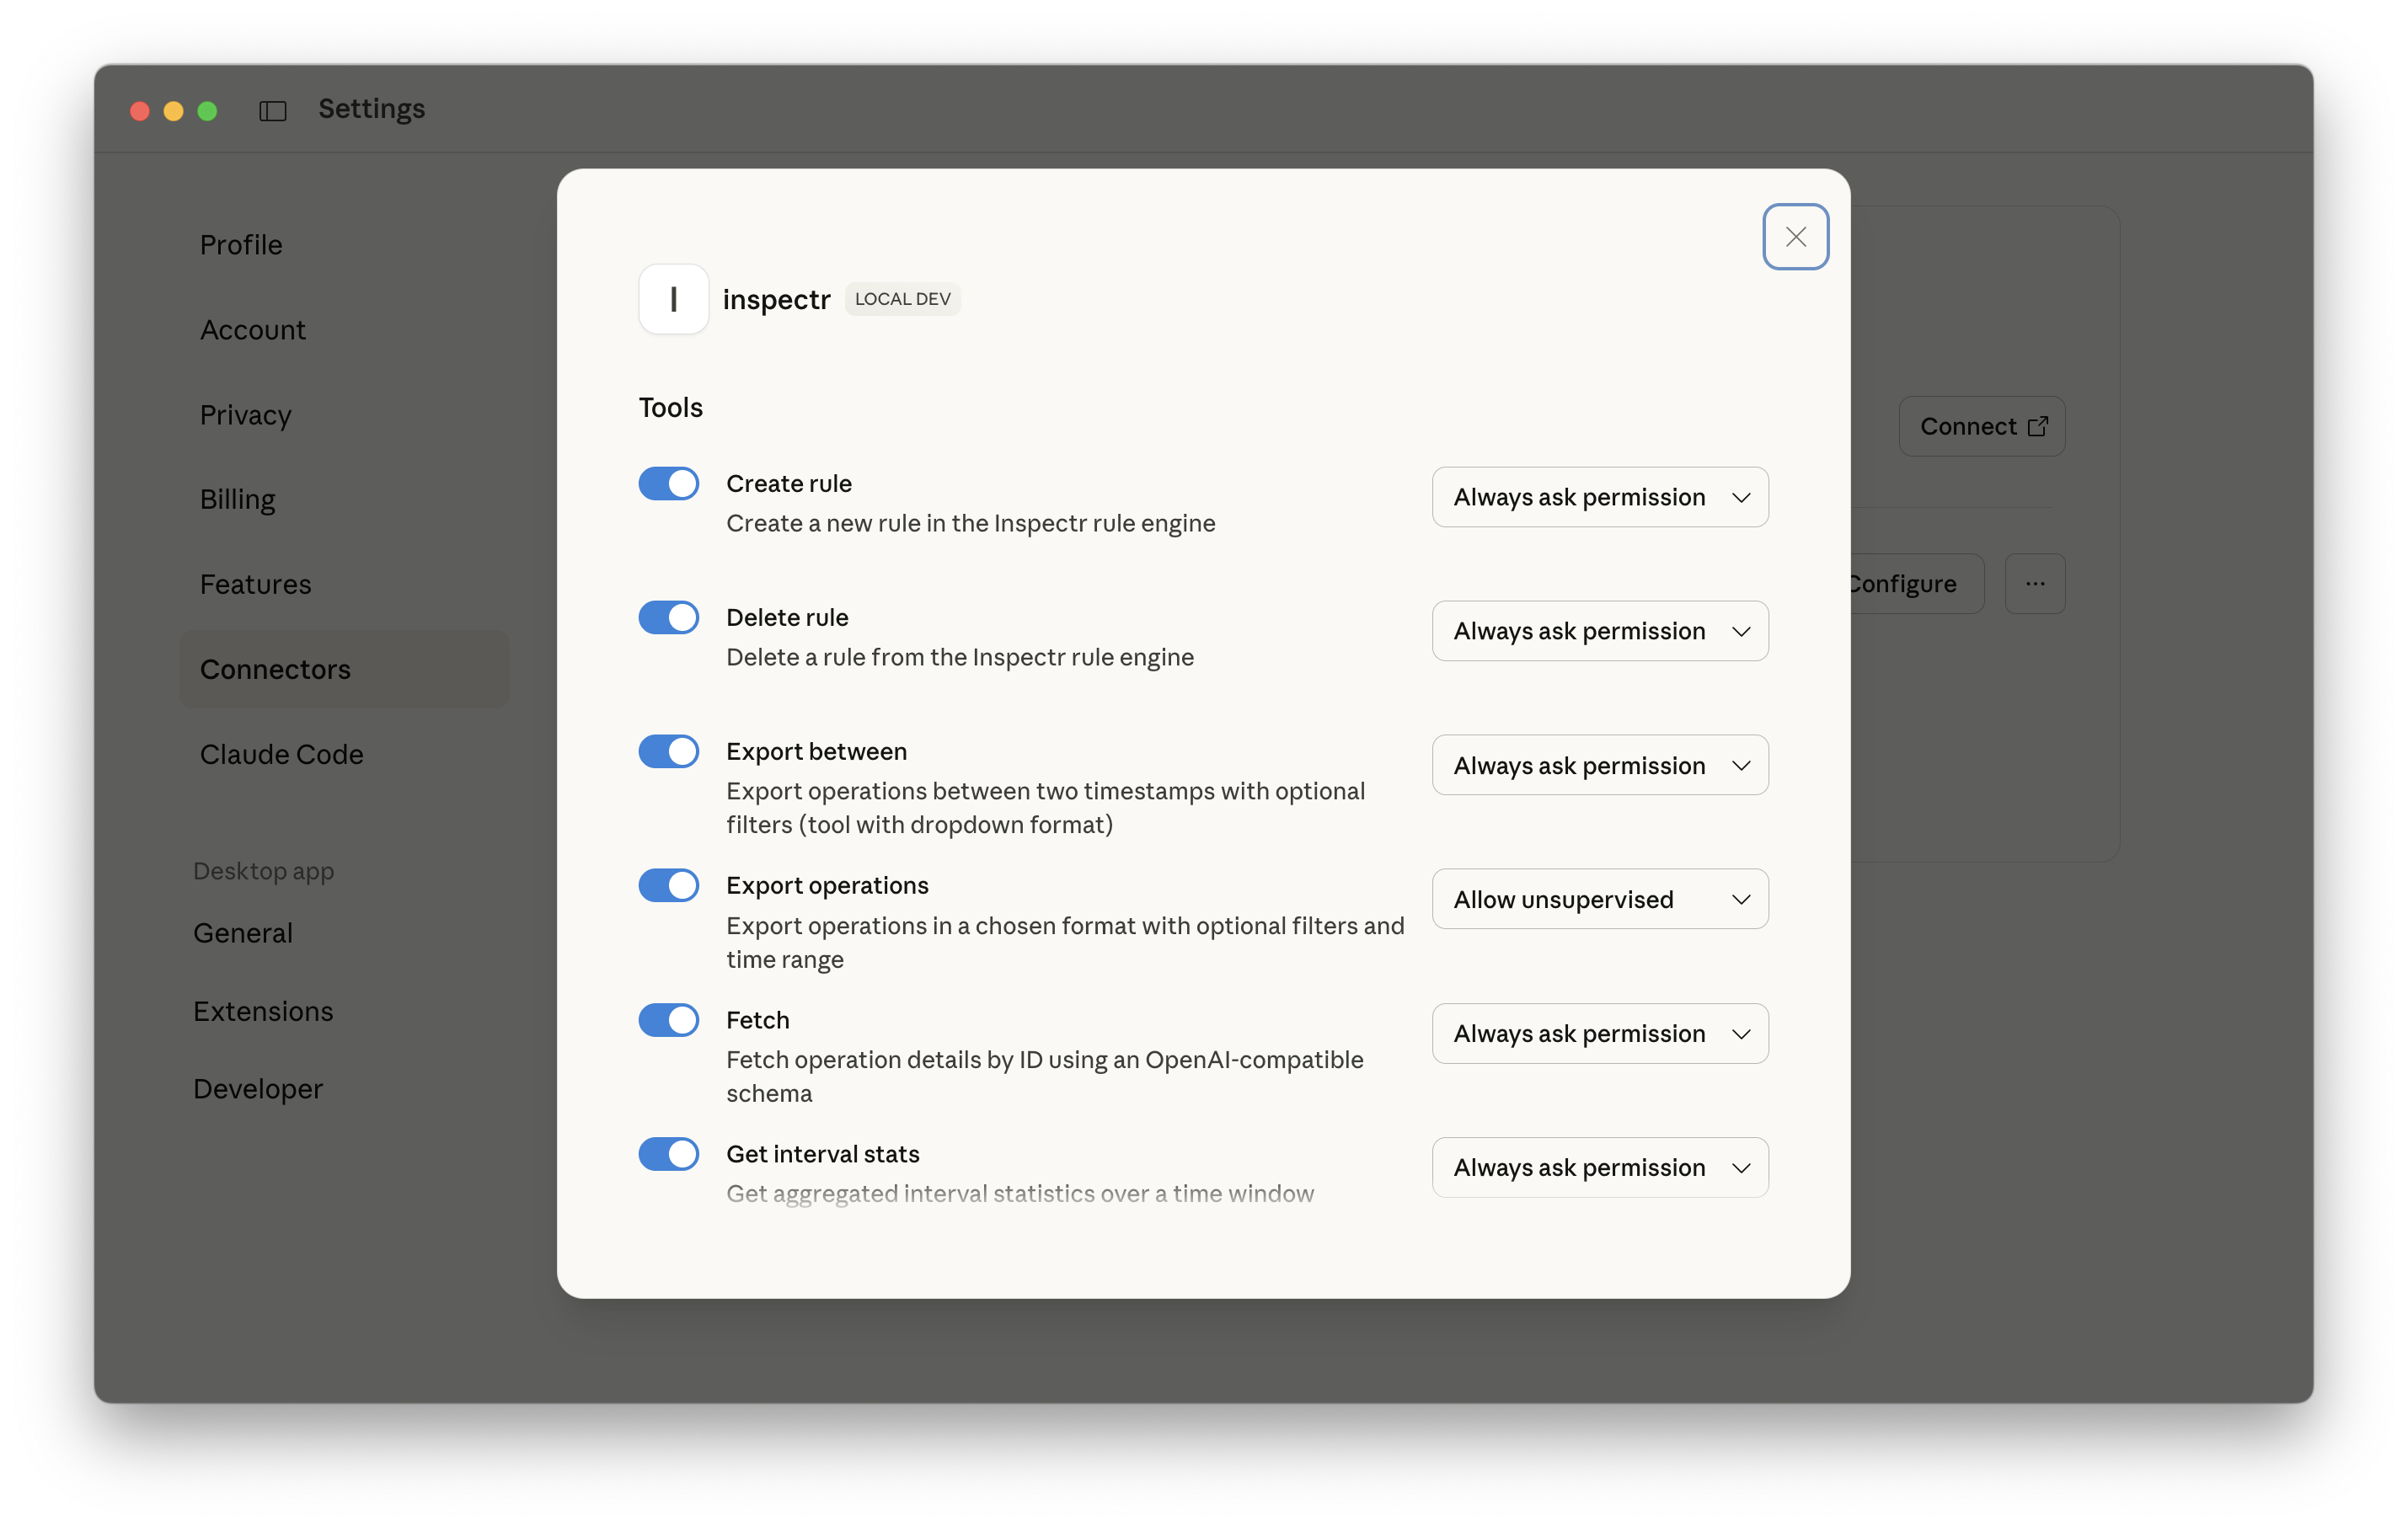 Settings
Profile
Account
Privacy
Billing
Features
Connectors
Claude Code
Desktop app
General
Extensions
Developer
I
inspectr
LOCAL DEV
Tools
Create rule
Create a new rule in the Inspectr rule engine
Always ask permission
Delete rule
Delete a rule from the Inspectr rule engine
Always ask permission
Export between
Export operations between two timestamps with optional
filters (tool with dropdown format)
Always ask permission
Export operations
Export operations in a chosen format with optional filters and
time range
Allow unsupervised
Fetch
Fetch operation details by ID using an OpenAI-compatible
schema
Always ask permission
Get interval stats
Get aggregated interval statistics over a time window
Always ask permission
Connect
Configure
...